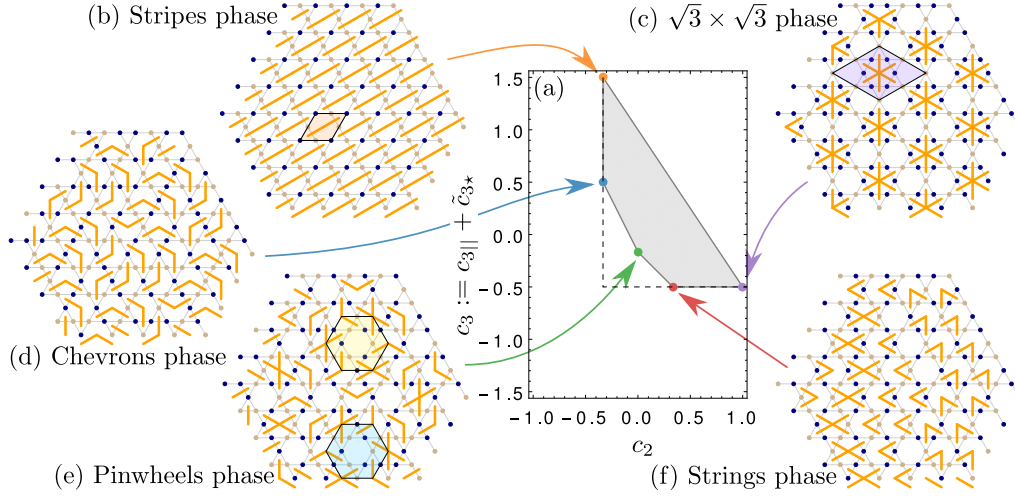 (b) Stripes phase
(c) √3 × √3 phase
(a)
1.5
1.0
0.5
0.0
−0.5
−1.0
−1.5
c₃ := c₃|| + c̃₃⋆
−1.0
−0.5
0.0
0.5
1.0
c₂
(d) Chevrons phase
(e) Pinwheels phase
(f) Strings phase